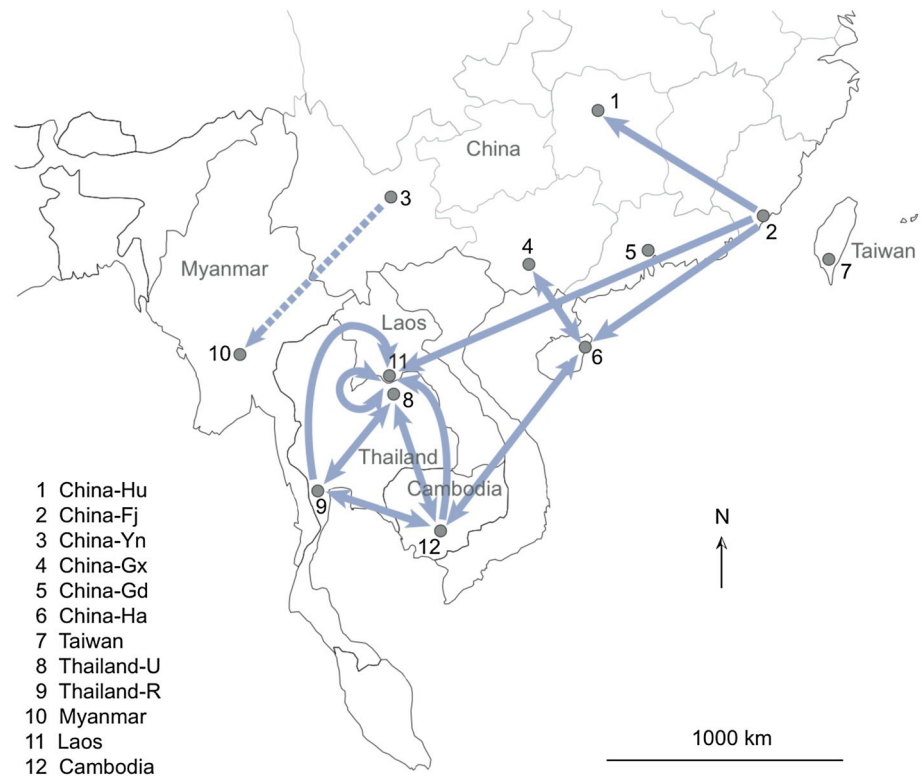 1
China
3
2
Taiwan
4
5
7
Myanmar
Laos
10
11
6
8
Thailand
Cambodia
9
12
N
1 China-Hu
2 China-Fj
3 China-Yn
4 China-Gx
5 China-Gd
6 China-Ha
7 Taiwan
8 Thailand-U
9 Thailand-R
10 Myanmar
11 Laos
12 Cambodia
1000 km